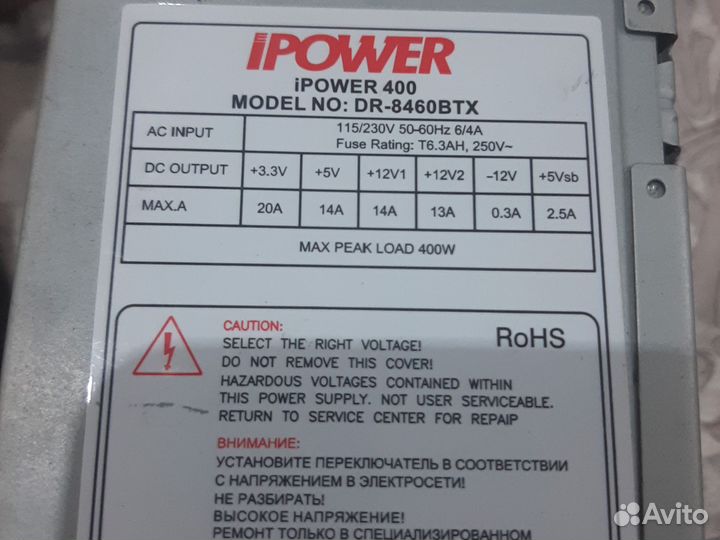 iPOWER
iPOWER 400
MODEL NO: DR-8460BTX
AC INPUT 115/230V 50-60Hz 6/4A
Fuse Rating: T6.3AH, 250V~
DC OUTPUT +3.3V +5V +12V1 +12V2 -12V +5Vsb
MAX.A 20A 14A 14A 13A 0.3A 2.5A
MAX PEAK LOAD 400W
CAUTION:
SELECT THE RIGHT VOLTAGE! RoHS
DO NOT REMOVE THIS COVER!
HAZARDOUS VOLTAGES CONTAINED WITHIN
THIS POWER SUPPLY. NOT USER SERVICEABLE.
RETURN TO SERVICE CENTER FOR REPAIP
ВНИМАНИЕ:
УСТАНОВИТЕ ПЕРЕКЛЮЧАТЕЛЬ В СООТВЕТСТВИИ
С НАПРЯЖЕНИЕМ В ЭЛЕКТРОСЕТИ!
НЕ РАЗБИРАТЬ!
ВЫСОКОЕ НАПРЯЖЕНИЕ!
РЕМОНТ ТОЛЬКО В СПЕЦИАЛИЗИРОВАННОМ
Avito